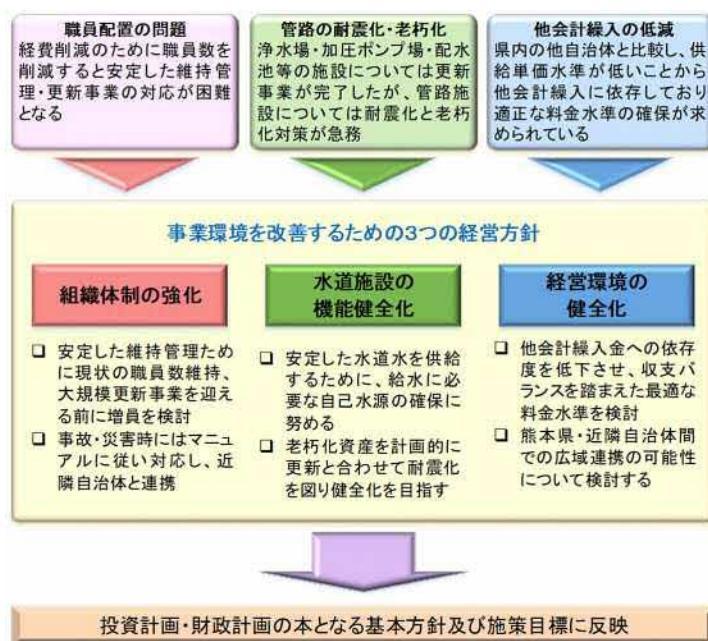 職員配置の問題
経費削減のために職員数を
削減すると安定した維持管
理・更新事業の対応が困難
となる
管路の耐震化・老朽化
浄水場・加圧ポンプ場・配水
池等の施設については更新
事業が完了したが、管路施
設については耐震化と老朽
化対策が急務
他会計繰入の低減
県内の他自治体と比較し、供
給単価水準が低いことから
他会計繰入に依存しており
適正な料金水準の確保が求
められている
事業環境を改善するための3つの経営方針
組織体制の強化
□ 安定した維持管理ために
現状の職員数維持、
大規模更新事業を迎え
る前に増員を検討
□ 事故・災害時にはマニュ
アルに従い対応し、近
隣自治体と連携
水道施設の
機能健全化
□ 安定した水道水を供給
するために、給水に必
要な自己水源の確保に
努める
□ 老朽化資産を計画的に
更新と合わせて耐震化
を図り健全化を目指す
経営環境の
健全化
□ 他会計繰入金への依存
度を低下させ、収支バ
ランスを踏まえた最適な
料金水準を検討
□ 熊本県・近隣自治体間
での広域連携の可能性
について検討する
投資計画・財政計画の本となる基本方針及び施策目標に反映